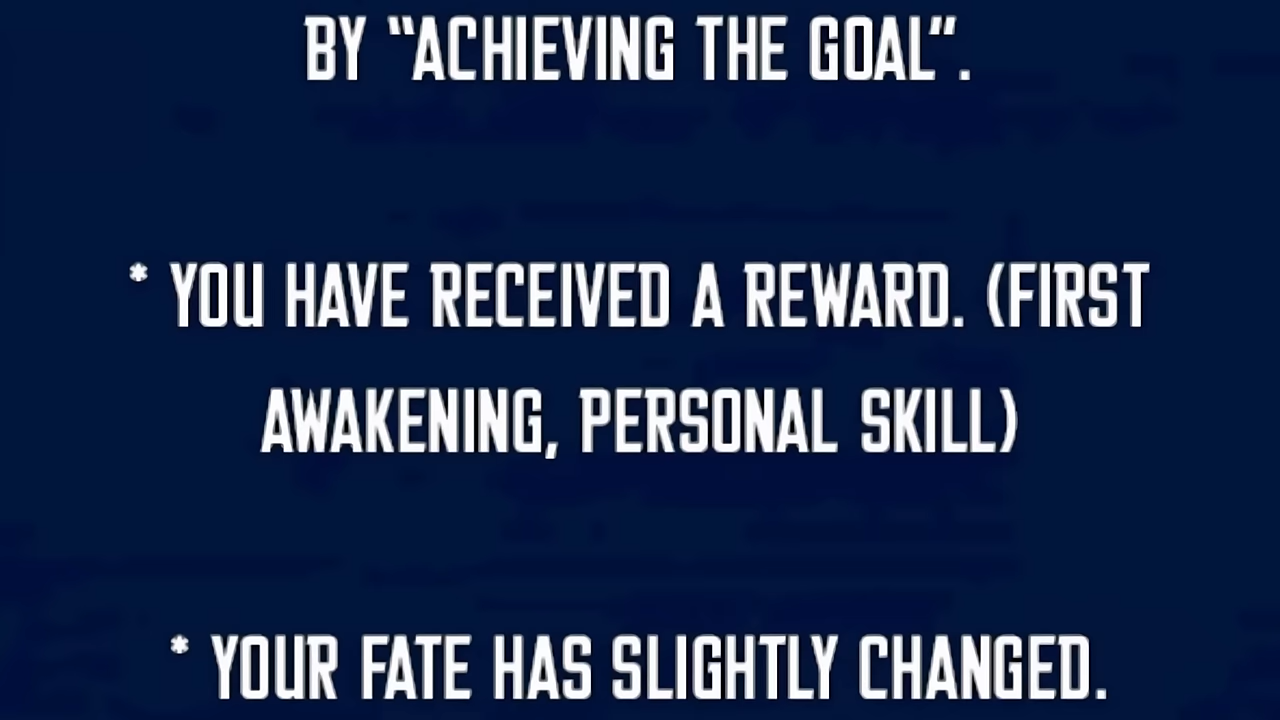 BY “ACHIEVING THE GOAL”.
* YOU HAVE RECEIVED A REWARD. (FIRST
AWAKENING, PERSONAL SKILL)
* YOUR FATE HAS SLIGHTLY CHANGED.